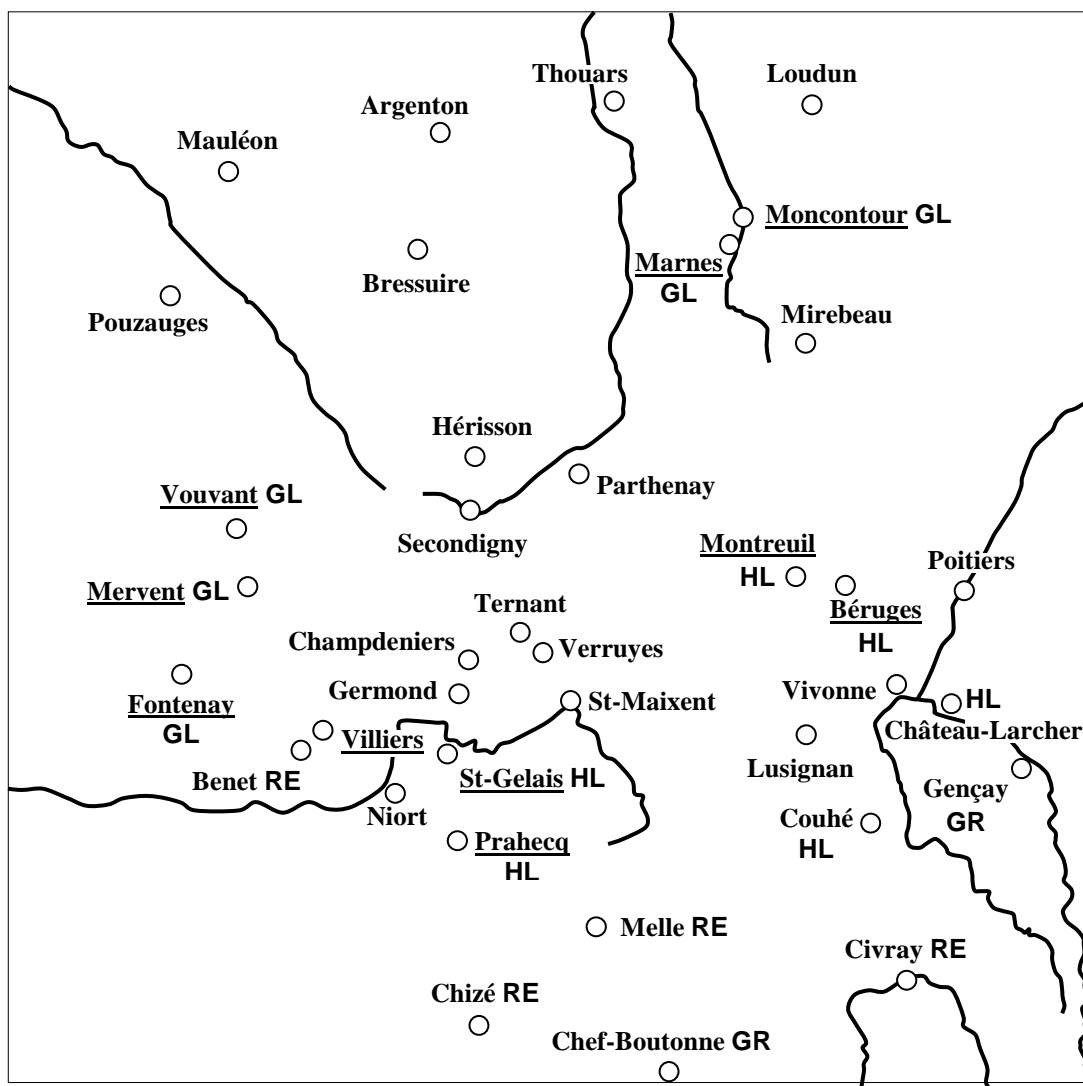 Thouars
Loudun
Argenton
Mauléon
Moncontour GL
Marnes
GL
Bressuire
Pouzauges
Mirebeau
Hérisson
Parthenay
Vouvant GL
Secondigny
Montreuil
HL
Poitiers
Mervent GL
Béruges
HL
Ternant
Champdeniers
Verruyes
Vivonne
Germond
St-Maixent
HL
Château-Larcher
Fontenay
GL
Villiers
Lusignan
Benet RE
St-Gelais HL
Gençay
GR
Niort
Couhé
HL
Prahecq
HL
Melle RE
Civray RE
Chizé RE
Chef-Boutonne GR